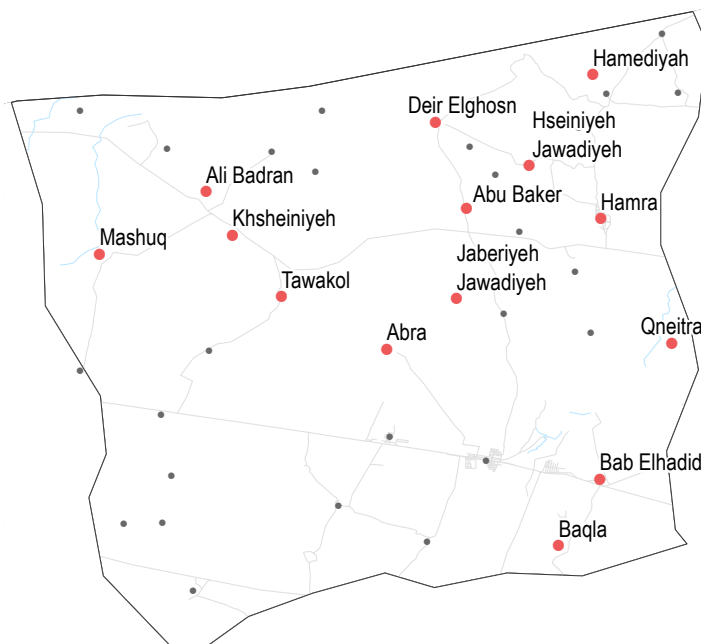 Hamediyah
Deir Elghosn
Hseiniyeh
Jawadiyeh
Ali Badran
Abu Baker
Hamra
Khsheiniyeh
Mashuq
Jaberiyeh
Jawadiyeh
Tawakol
Qneitra
Abra
Bab Elhadid
Baqla